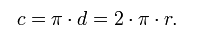 c = π · d = 2 · π · r.